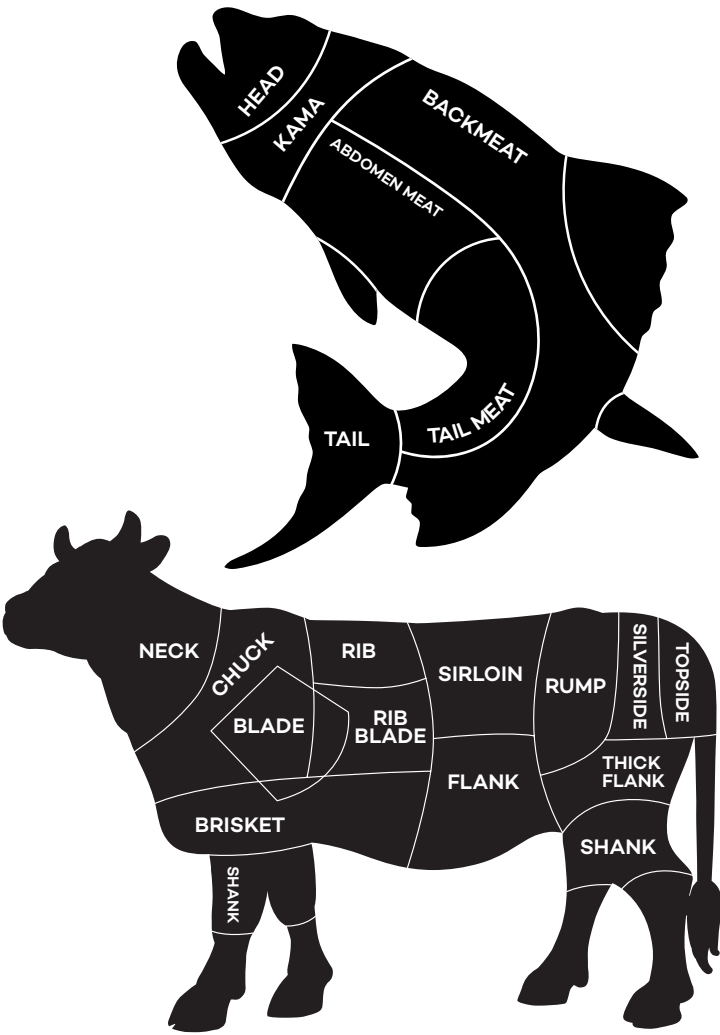 HEAD
KAMA
BACKMEAT
ABDOMEN MEAT
TAIL MEAT
TAIL
NECK
CHUCK
RIB
SIRLOIN
RUMP
SILVERSIDE
TOPSIDE
BLADE
RIB
BLADE
FLANK
THICK
FLANK
BRISKET
SHANK
SHANK